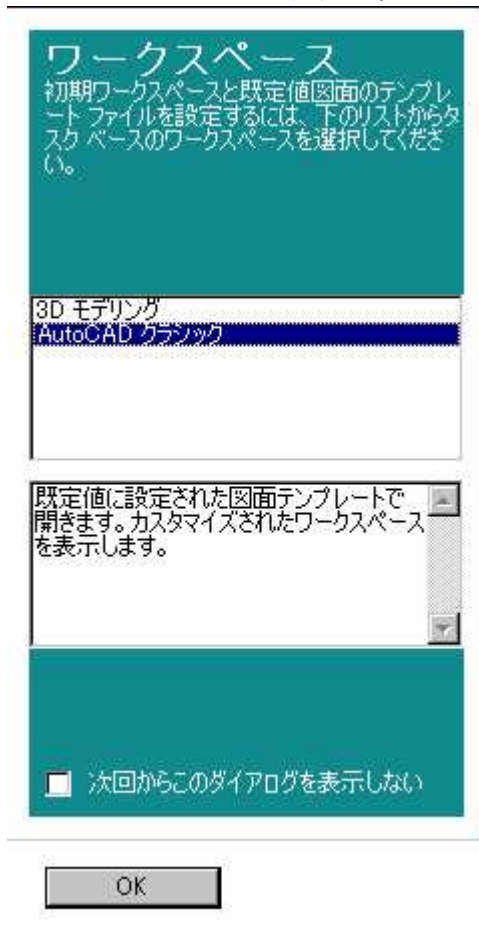 ワークスペース
初期ワークスペースと既定値図面のテンプレ
ート ファイルを設定するには、下のリストからタ
スク ベースのワークスペースを選択してくださ
い。
3D モデリング
AutoCAD クラシック
既定値に設定された図面テンプレートで
開きます。カスタマイズされたワークスペース
を表示します。
次回からこのダイアログを表示しない
OK